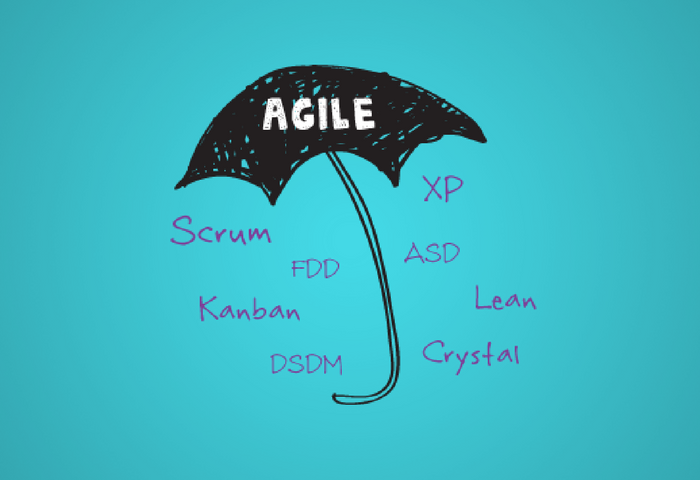 AGILE
XP
Scrum
ASD
FDD
Lean
Kanban
Crystal
DSDM